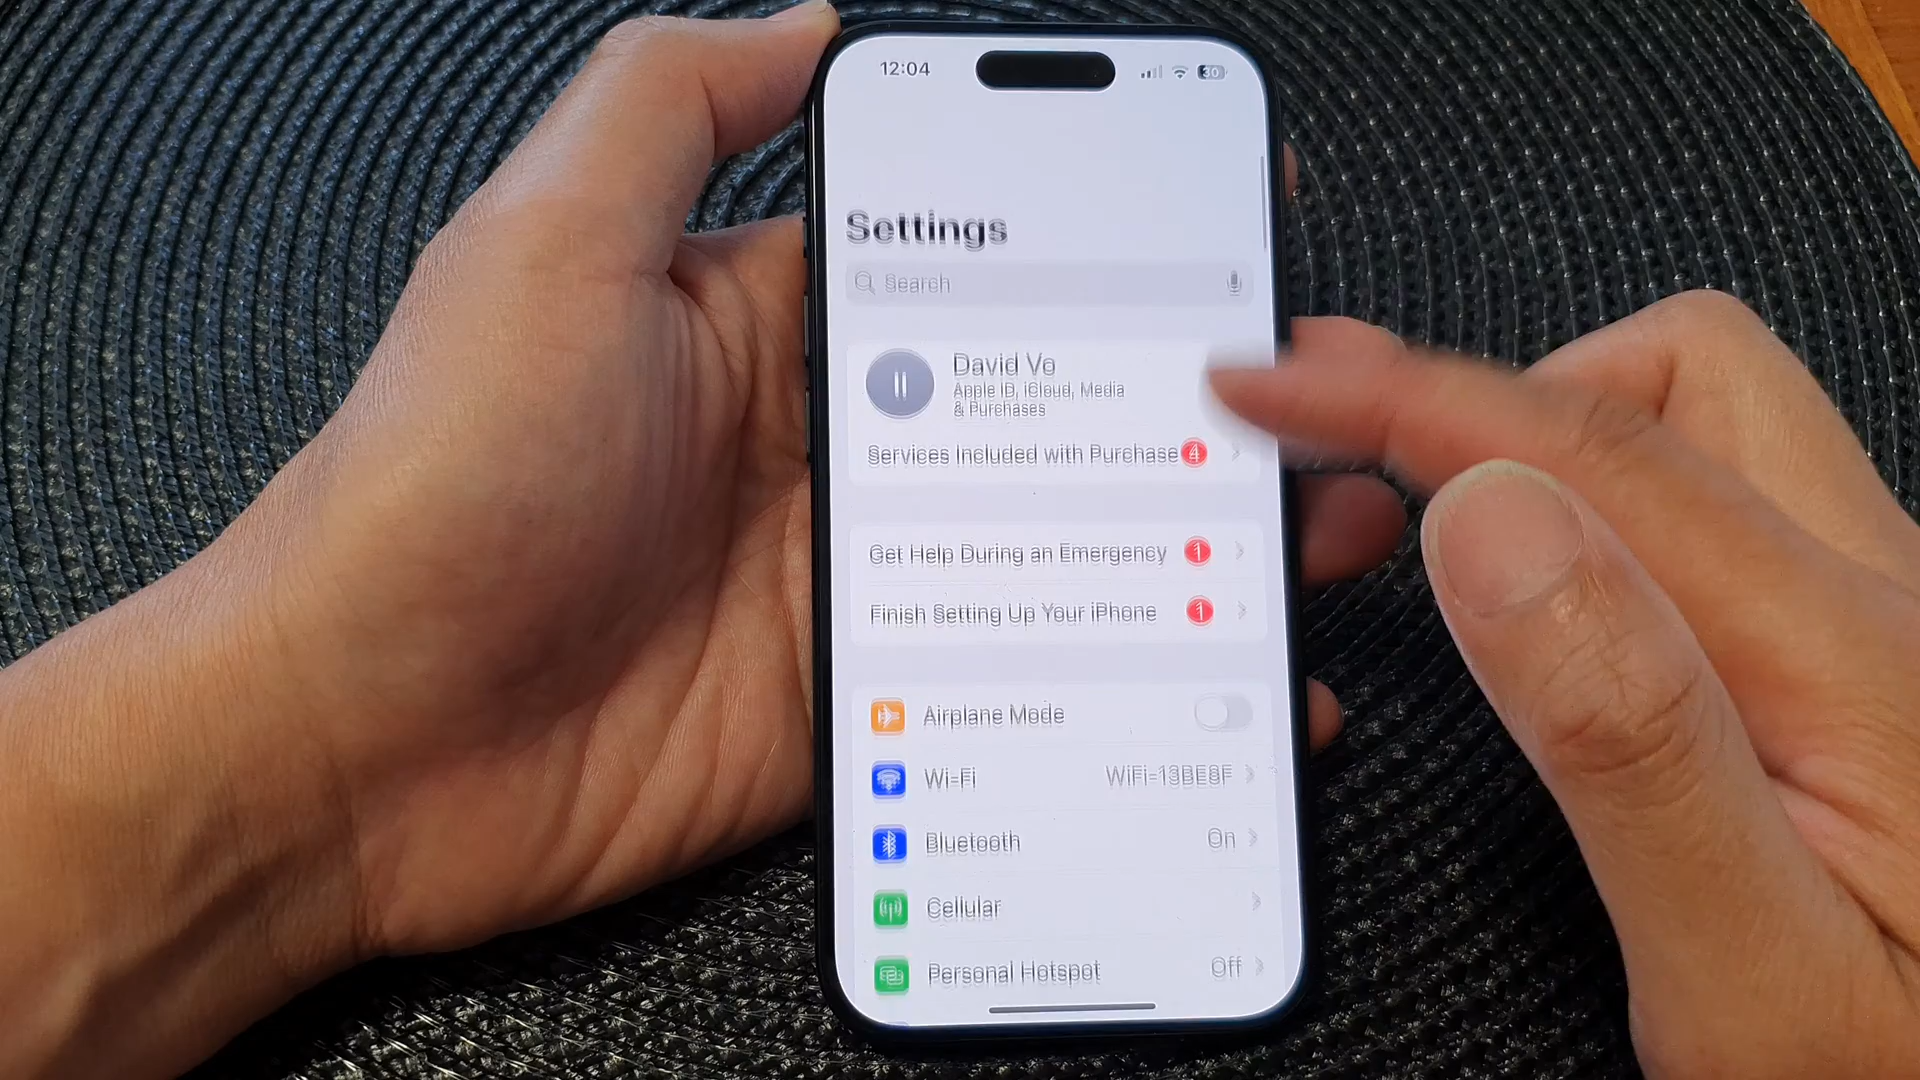 12:04
30
Settings
Search
David Vo
Apple ID, iCloud, Media
& Purchases
Services Included with Purchase 4
Get Help During an Emergency 1
Finish Setting Up Your iPhone 1
Airplane Mode
Wi-Fi WiFi-13BE8F
Bluetooth On
Cellular
Personal Hotspot Off